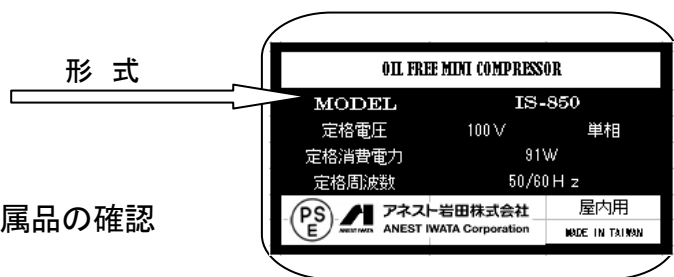 形 式
属品の確認
OIL FREE MINI COMPRESSOR
MODEL IS-850
定格電圧 100V 単相
定格消費電力 91W
定格周波数 50/60Hz
PS
E
ANEST IWATA
アネスト岩田株式会社
ANEST IWATA Corporation
屋内用
MADE IN TAIWAN